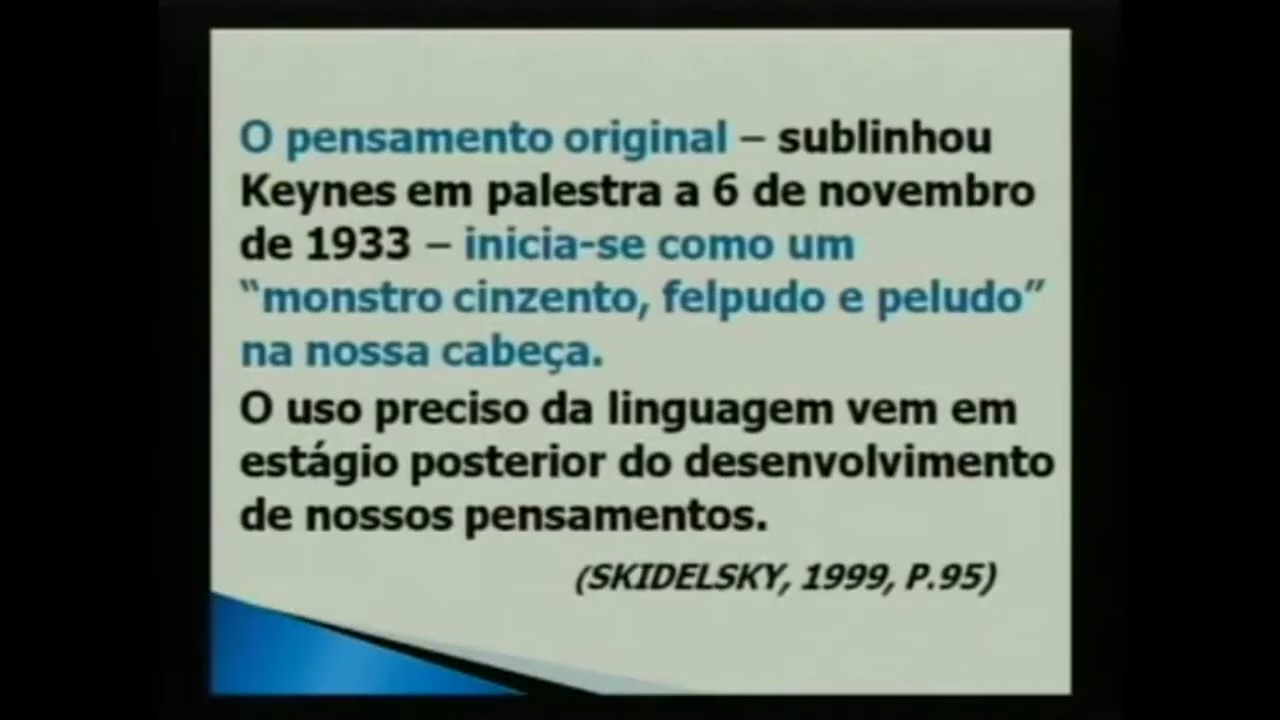 O pensamento original – sublinhou
Keynes em palestra a 6 de novembro
de 1933 – inicia-se como um
“monstro cinzento, felpudo e peludo”
na nossa cabeça.
O uso preciso da linguagem vem em
estágio posterior do desenvolvimento
de nossos pensamentos.
(SKIDELSKY, 1999, P.95)